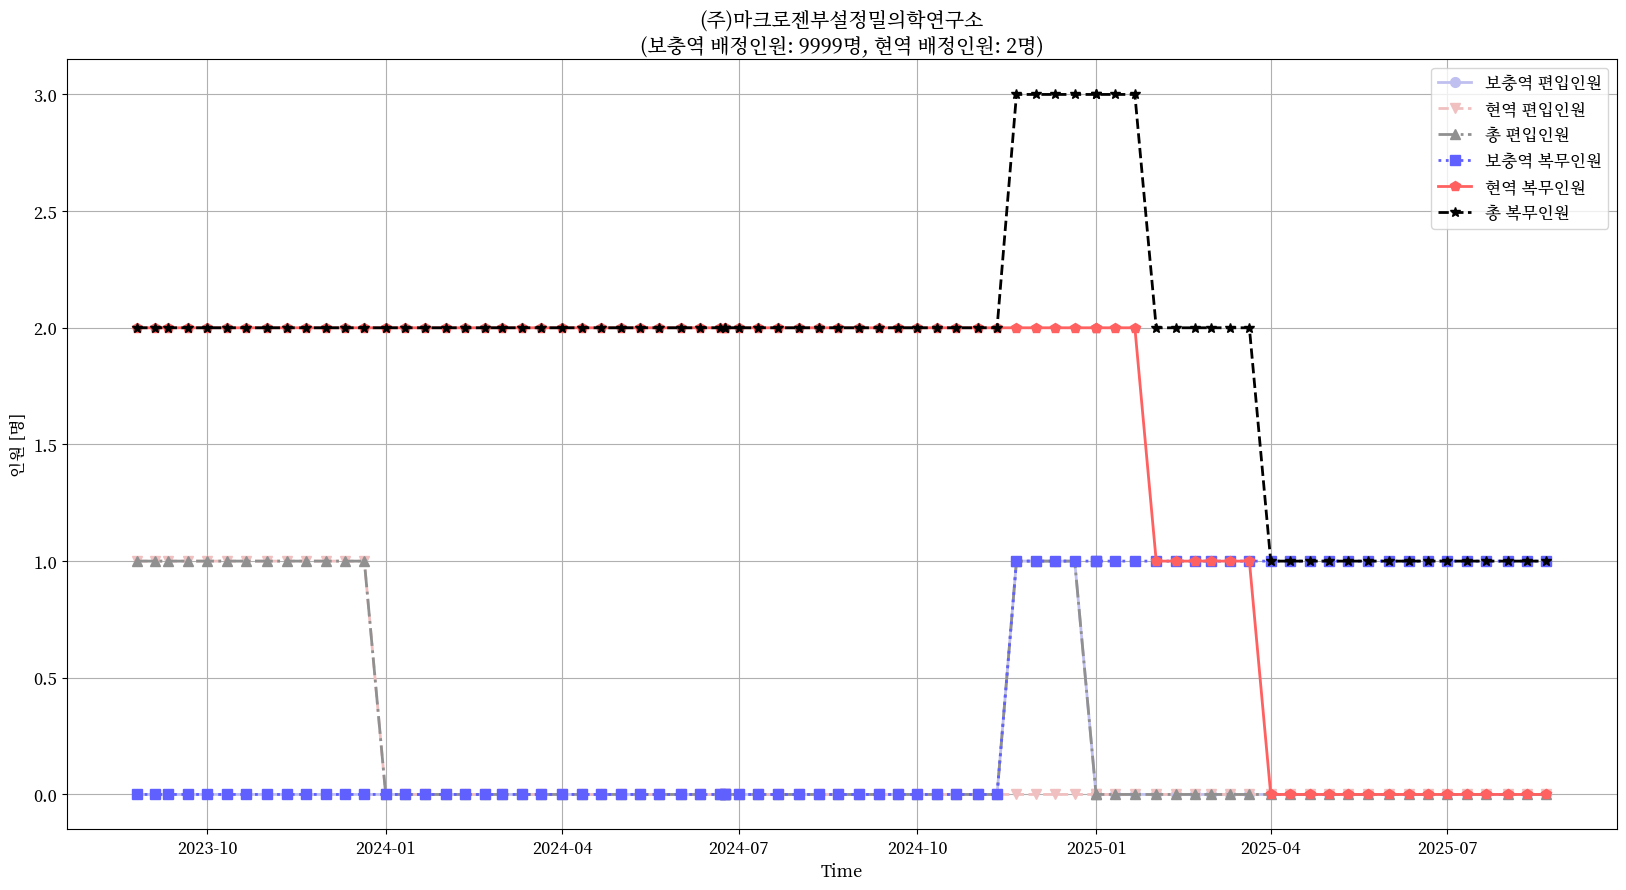 (주)마크로젠부설정밀의학연구소
(보충역 배정인원: 9999명, 현역 배정인원: 2명)
보충역 편입인원
현역 편입인원
총 편입인원
보충역 복무인원
현역 복무인원
총 복무인원
3.0
2.5
2.0
1.5
1.0
0.5
0.0
인원 [명]
2023-10
2024-01
2024-04
2024-07
2024-10
2025-01
2025-04
2025-07
Time